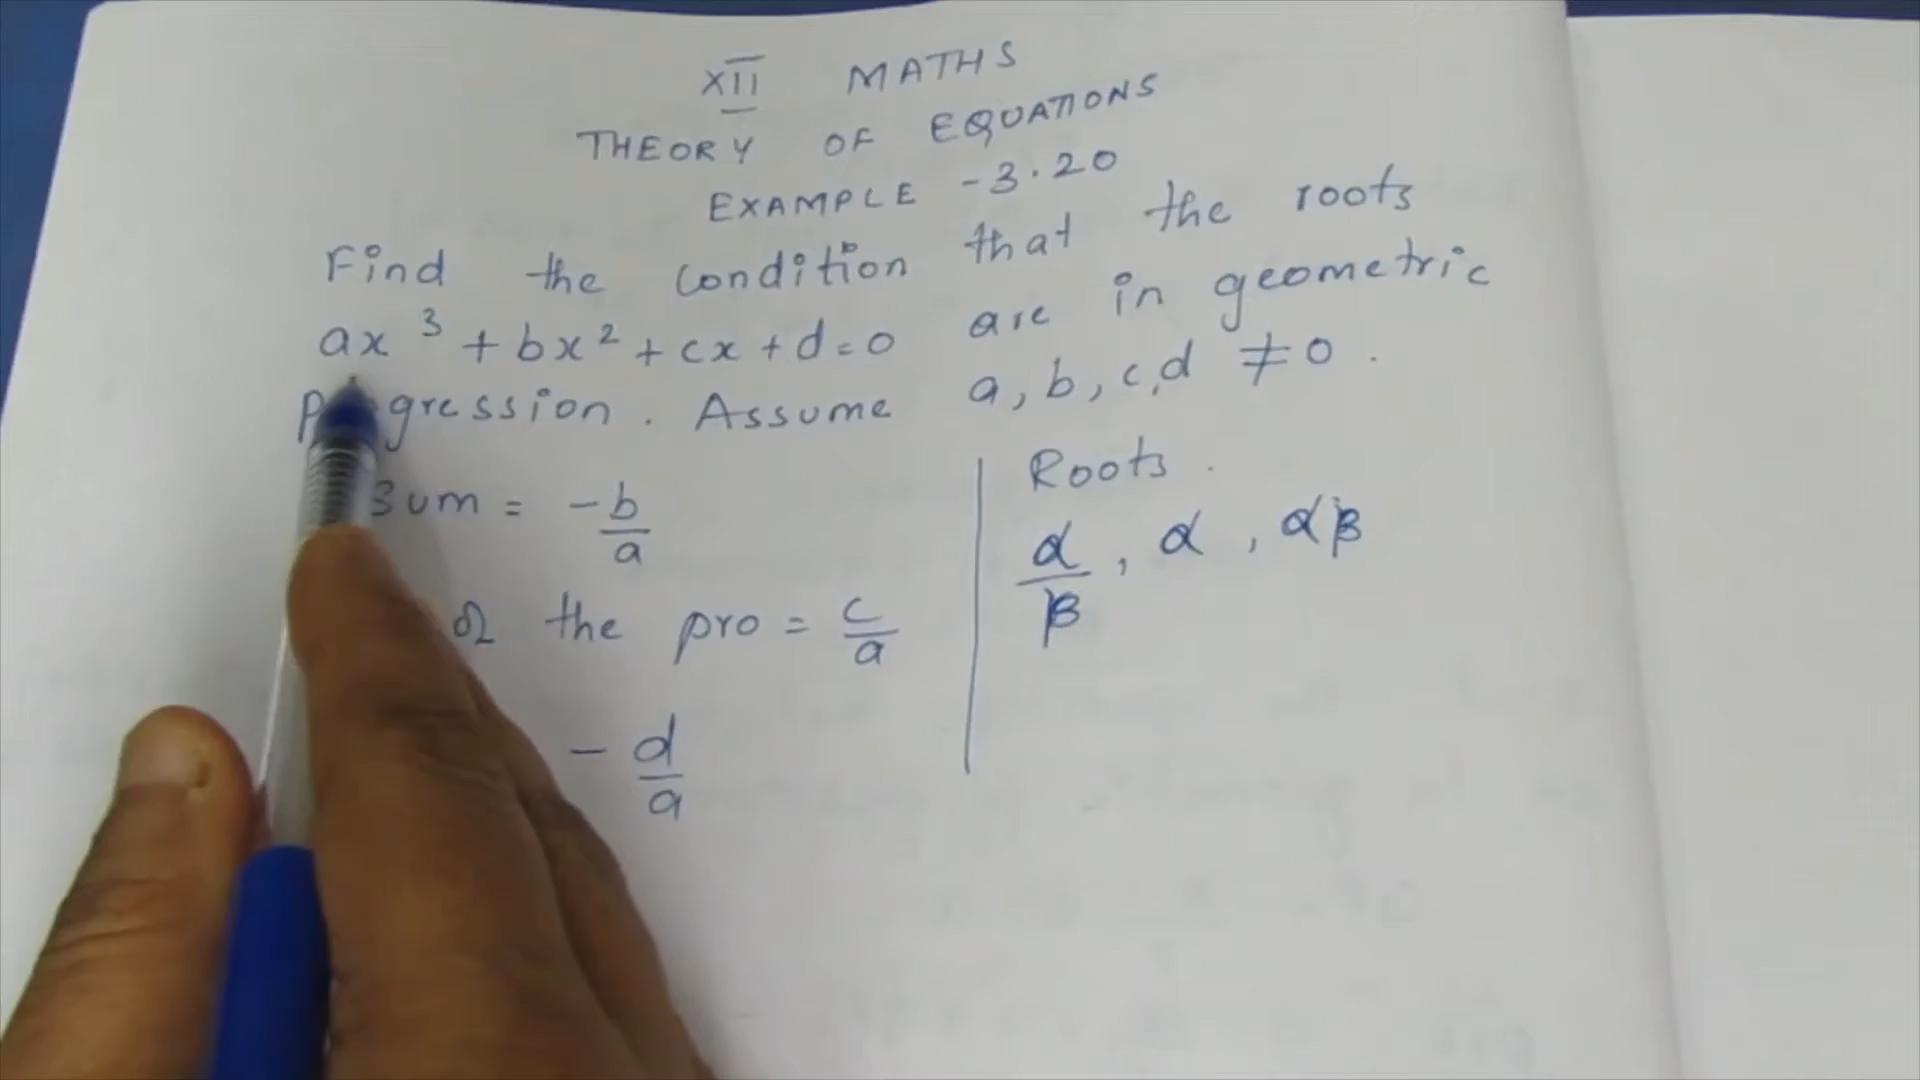 XII MATHS
THEORY OF EQUATIONS
EXAMPLE - 3.20
Find the condition that the roots
ax³ + bx² + cx + d = 0 are in geometric
gression. Assume a, b, c, d ≠ 0.
Sum = -b/a
the pro = c/a
- d/a
Roots.
α/β, α, αβ